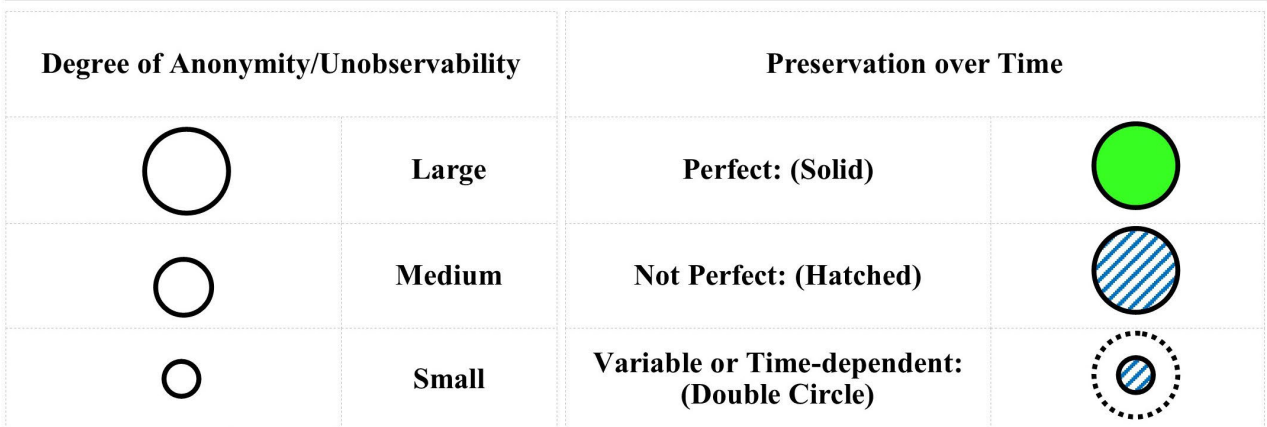 Degree of Anonymity/Unobservability
Preservation over Time
Large
Perfect: (Solid)
Medium
Not Perfect: (Hatched)
Small
Variable or Time-dependent:
(Double Circle)